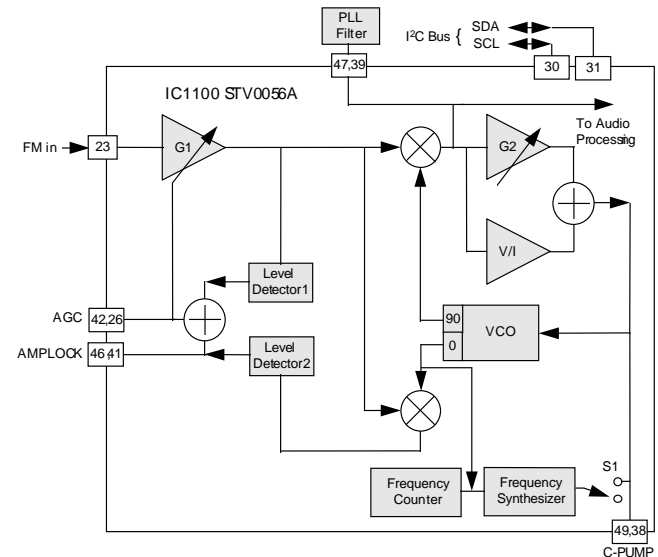 PLL
Filter
I²C Bus {
SDA
SCL
47,39
30
31
IC1100 STV0056A
To Audio
Processing
FM in
23
G1
G2
V/I
Level
Detector1
AGC
42,26
AMPLOCK
46,41
Level
Detector2
90
0
VCO
Frequency
Counter
Frequency
Synthesizer
S1
49,38
C-PUMP